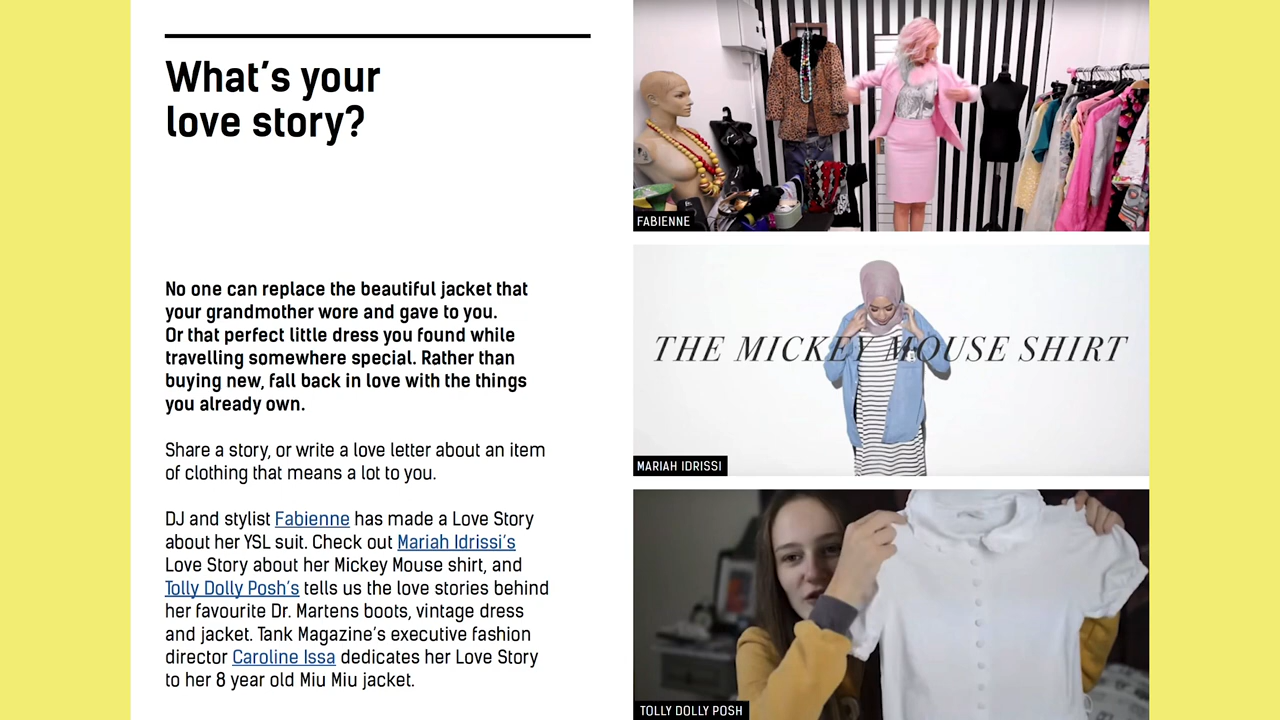 What's your
love story?
No one can replace the beautiful jacket that
your grandmother wore and gave to you.
Or that perfect little dress you found while
travelling somewhere special. Rather than
buying new, fall back in love with the things
you already own.
Share a story, or write a love letter about an item
of clothing that means a lot to you.
DJ and stylist Fabienne has made a Love Story
about her YSL suit. Check out Mariah Idrissi's
Love Story about her Mickey Mouse shirt, and
Tolly Dolly Posh's tells us the love stories behind
her favourite Dr. Martens boots, vintage dress
and jacket. Tank Magazine's executive fashion
director Caroline Issa dedicates her Love Story
to her 8 year old Miu Miu jacket.
FABIENNE
THE MICKEY MOUSE SHIRT
MARIAH IDRISSI
TOLLY DOLLY POSH